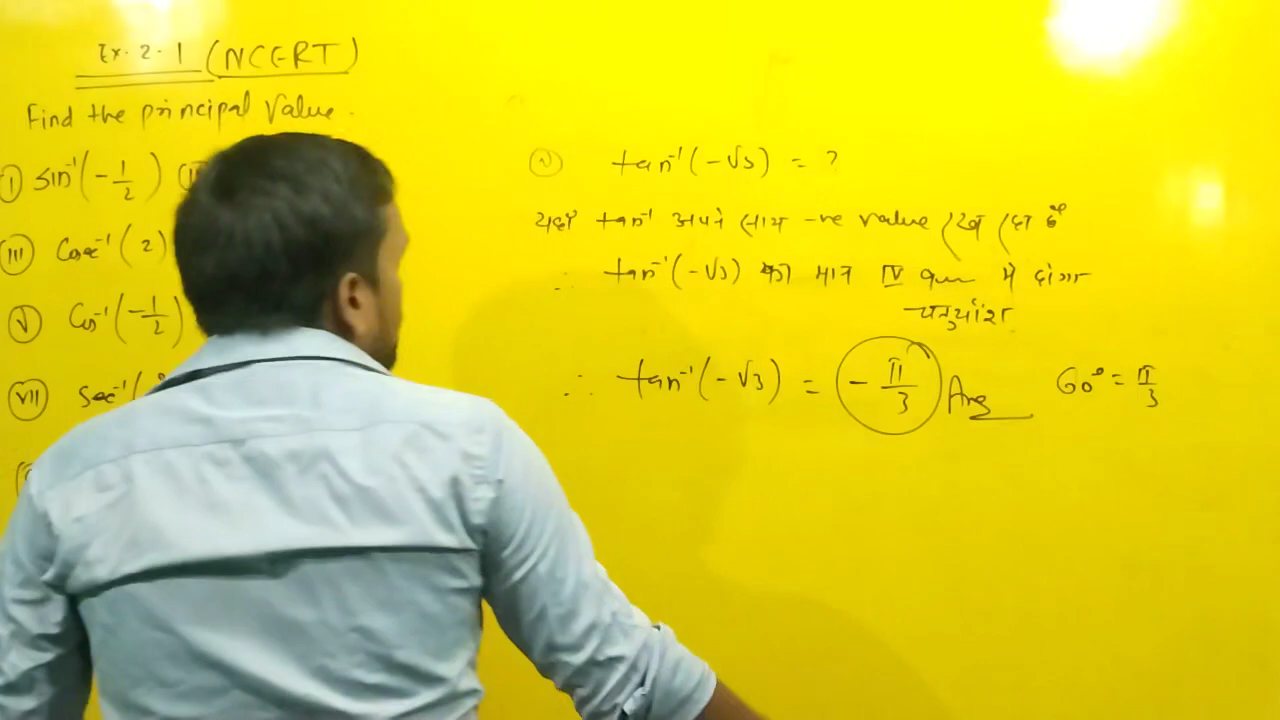 Ex. 2.1 (NCERT)
Find the principal value.
(I) sin⁻¹(-1/2) (II
(III) Cosec⁻¹(2)
(V) Cos⁻¹(-1/2)
(VII) Sec⁻¹(
tan⁻¹(-√3) = ?
यहाँ tan⁻¹ अपने साथ -ve value रख रहा है
∴ tan⁻¹(-√3) का मान IV qua में होगा
चतुर्थांश
∴ tan⁻¹(-√3) = -π/3 Ans 60° = π/3